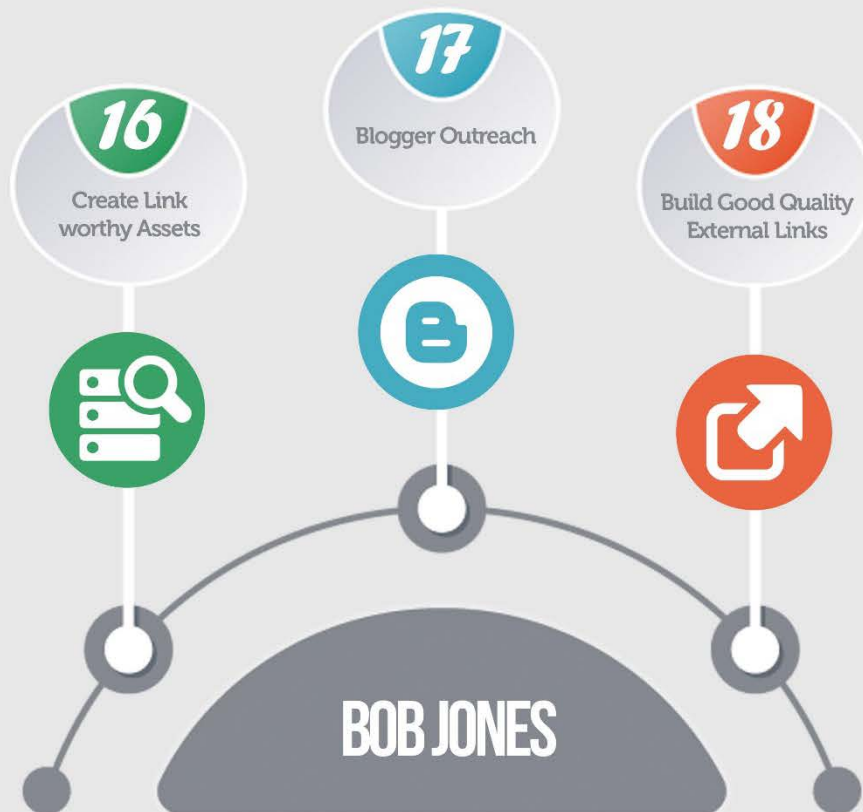 16
Create Link
worthy Assets
17
Blogger Outreach
18
Build Good Quality
External Links
B
BOB JONES